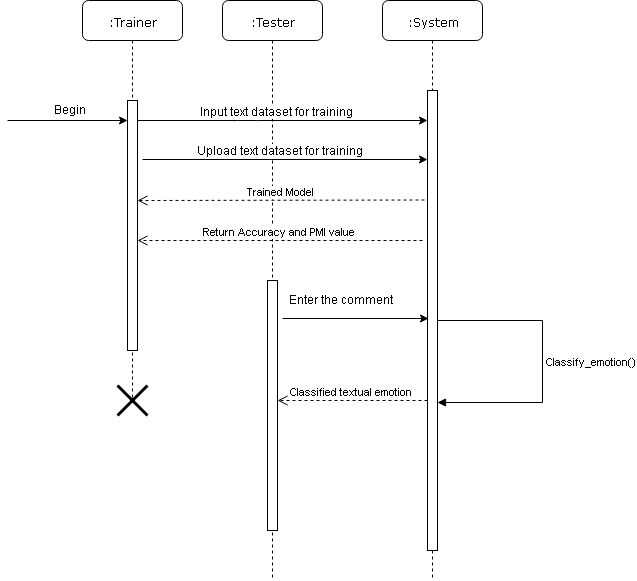 :Trainer
:Tester
:System
Begin
Input text dataset for training
Upload text dataset for training
Trained Model
Return Accuracy and PMI value
Enter the comment
Classify_emotion()
Classified textual emotion